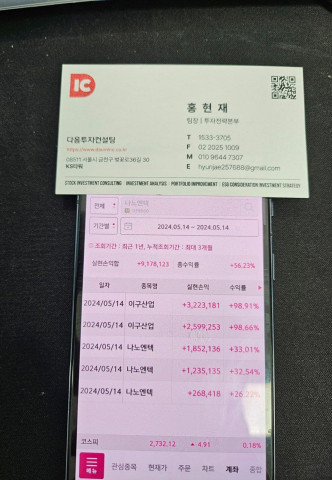 IC
홍 현 재
팀장 | 투자전략본부
다음투자컨설팅
08511 서울시 금천구 벚꽃로36길 30
KS타워
T 1533-3705
F 02 2025 1009
M 010 9644 7307
E hyunjae257688@gmail.com
STOCK INVESTMENT CONSULTING INVESTMENT ANALYSIS PORTFOLIO IMPROVEMENT ESG CONSIDERATION INVESTMENT STRATEGY
전체 나노엔텍
기간별 2024.05.14 ~ 2024.05.14
조회기간 : 최근 1년, 누적조회기간 : 최대 3개월
실현손익합 +9,178,123 총수익률 +56.23%
일자 종목명 실현손익 수익률
2024/05/14 이구산업 +3,223,181 +98.91%
2024/05/14 이구산업 +2,599,253 +98.66%
2024/05/14 나노엔텍 +1,852,136 +33.01%
2024/05/14 나노엔텍 +1,235,135 +32.54%
2024/05/14 나노엔텍 +268,418
코스피 2,732.12 ▲ 4.91 0.18%
메뉴 관심종목 현재가 주문 차트 계좌 종합